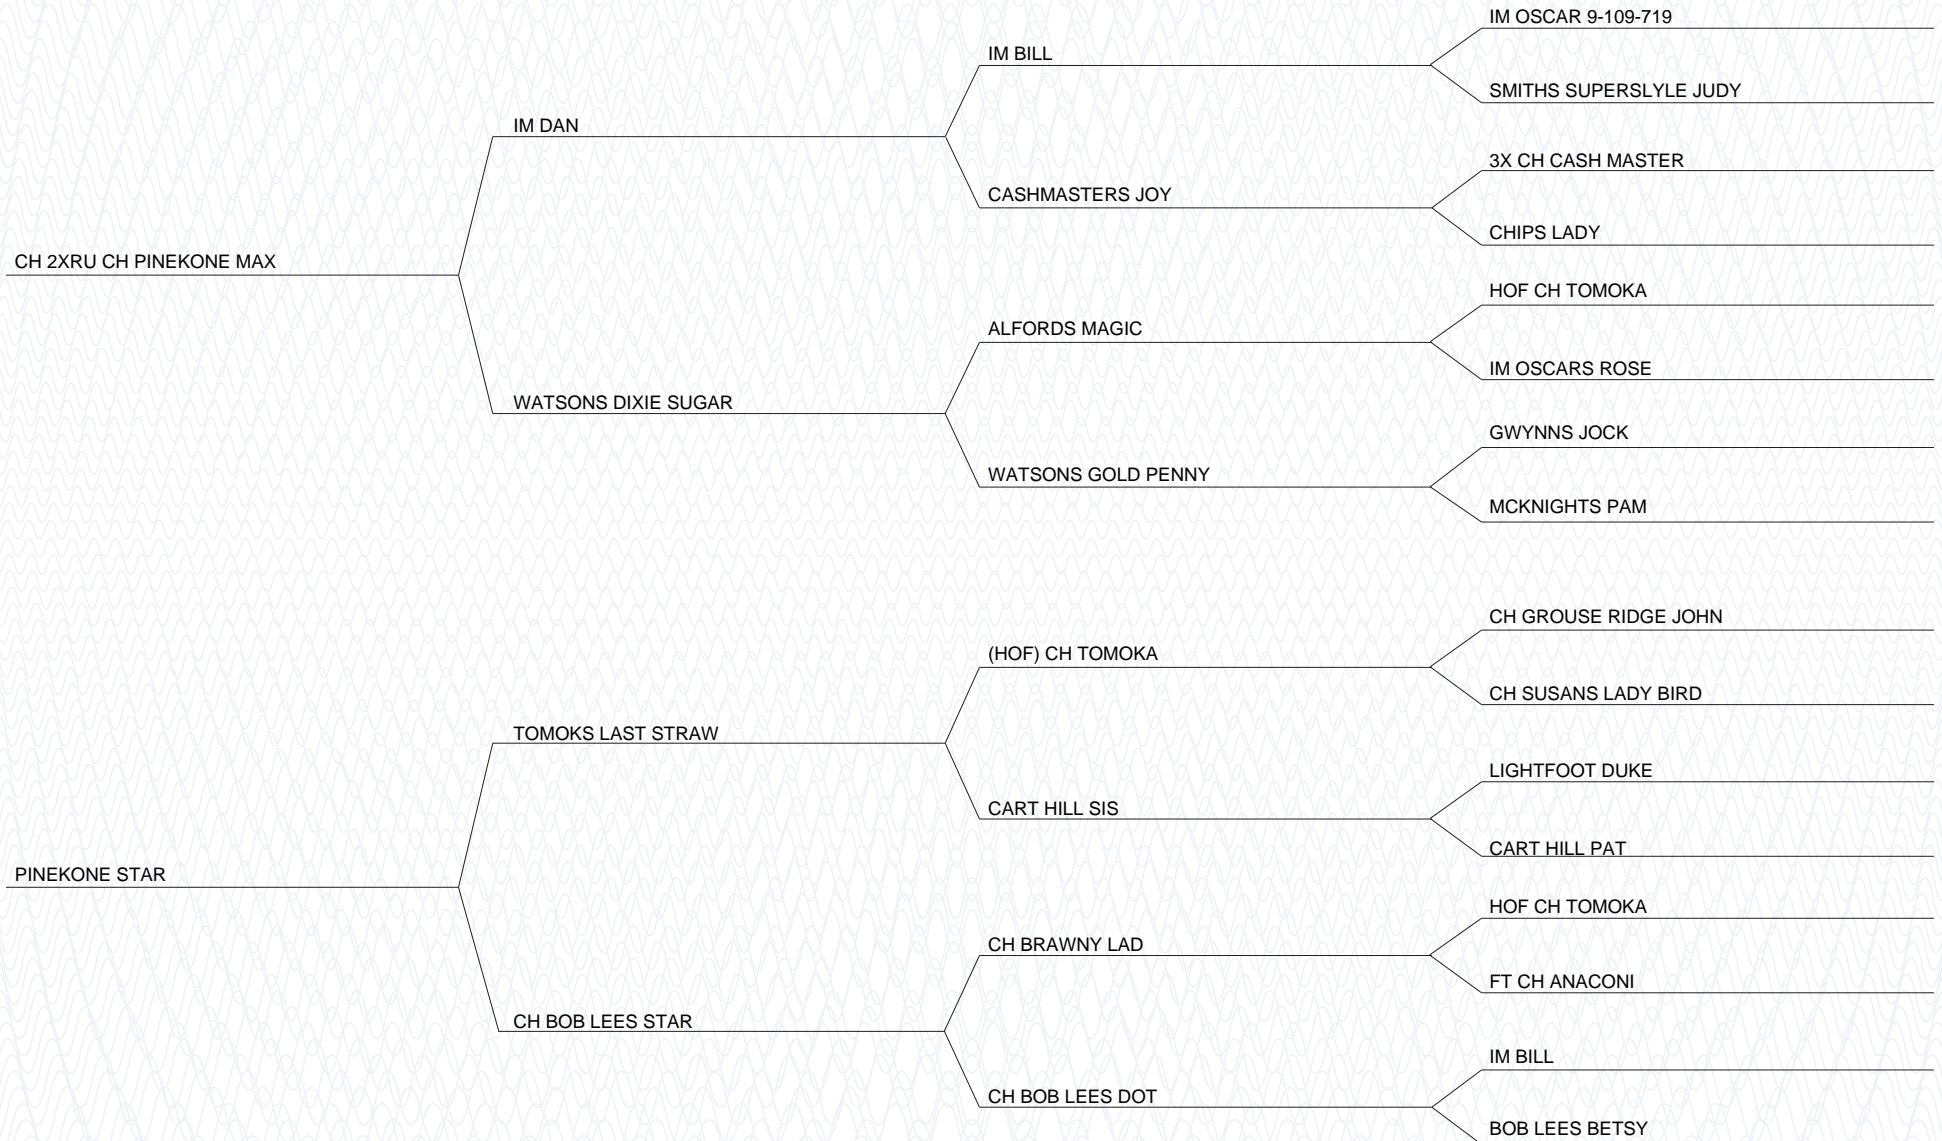 IM OSCAR 9-109-719
IM BILL
SMITHS SUPERSLYLE JUDY
IM DAN
3X CH CASH MASTER
CASHMASTERS JOY
CHIPS LADY
CH 2XRU CH PINEKONE MAX
HOF CH TOMOKA
ALFORDS MAGIC
IM OSCARS ROSE
WATSONS DIXIE SUGAR
GWYNNS JOCK
WATSONS GOLD PENNY
MCKNIGHTS PAM
CH GROUSE RIDGE JOHN
(HOF) CH TOMOKA
CH SUSANS LADY BIRD
TOMOKS LAST STRAW
LIGHTFOOT DUKE
CART HILL SIS
CART HILL PAT
PINEKONE STAR
HOF CH TOMOKA
CH BRAWNY LAD
FT CH ANACONI
CH BOB LEES STAR
IM BILL
CH BOB LEES DOT
BOB LEES BETSY